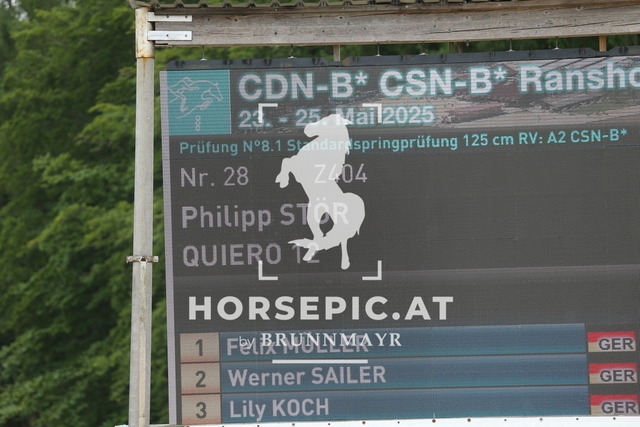 CDN-B* CSN-B* Ransho
23. - 25. Mai 2025
Prüfung N°8.1 Standardspringprüfung 125 cm RV: A2 CSN-B*
Nr. 28 Z404
Philipp STÖR
QUIERO 12
HORSEPIC.AT
by BRUNNMAYR
1 Felix MÜLLER GER
2 Werner SAILER GER
3 Lily KOCH GER